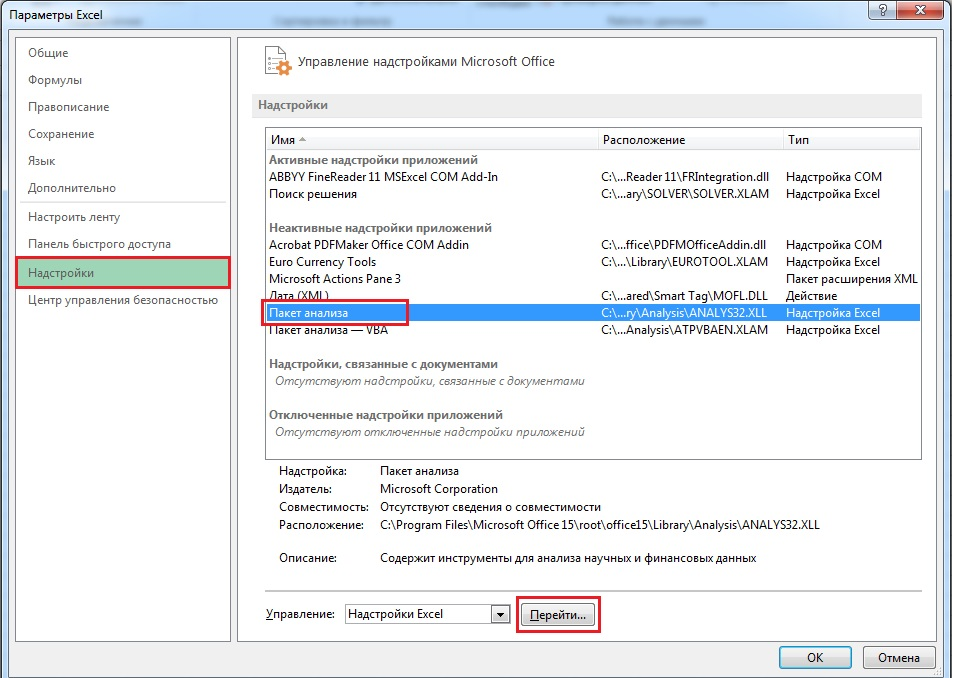 Параметры Excel
Общие
Формулы
Правописание
Сохранение
Язык
Дополнительно
Настроить ленту
Панель быстрого доступа
Надстройки
Центр управления безопасностью
Управление надстройками Microsoft Office
Надстройки
Имя Расположение Тип
Активные надстройки приложений
ABBYY FineReader 11 MSExcel COM Add-In C:\...Reader 11\FRIntegration.dll Надстройка COM
Поиск решения C:\...ary\SOLVER\SOLVER.XLAM Надстройка Excel
Неактивные надстройки приложений
Acrobat PDFMaker Office COM Addin C:\...ffice\PDFMOfficeAddin.dll Надстройка COM
Euro Currency Tools C:\...\Library\EUROTOOL.XLAM Надстройка Excel
Microsoft Actions Pane 3 Пакет расширения XML
Дата (XML) C:\...ared\Smart Tag\MOFL.DLL Действие
Пакет анализа C:\...ry\Analysis\ANALYS32.XLL Надстройка Excel
Пакет анализа — VBA C:\...Analysis\ATPVBAEN.XLAM Надстройка Excel
Надстройки, связанные с документами
Отсутствуют надстройки, связанные с документами
Отключенные надстройки приложений
Отсутствуют отключенные надстройки приложений
Надстройка: Пакет анализа
Издатель: Microsoft Corporation
Совместимость: Отсутствуют сведения о совместимости
Расположение: C:\Program Files\Microsoft Office 15\root\office15\Library\Analysis\ANALYS32.XLL
Описание: Содержит инструменты для анализа научных и финансовых данных
Управление: Надстройки Excel Перейти...
ОК Отмена